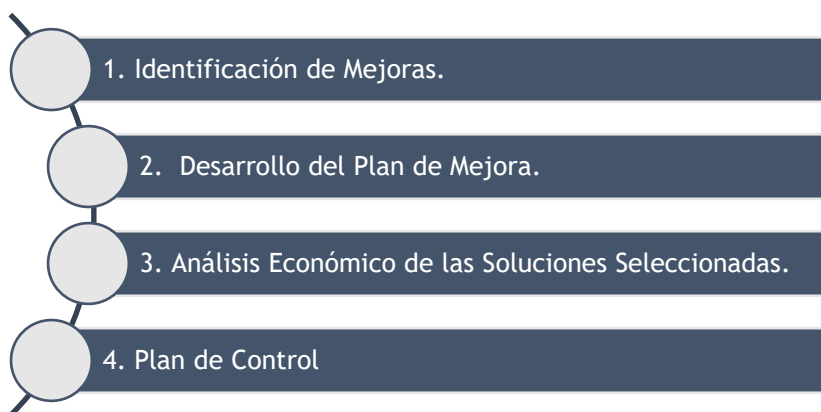 1. Identificación de Mejoras.
2. Desarrollo del Plan de Mejora.
3. Análisis Económico de las Soluciones Seleccionadas.
4. Plan de Control